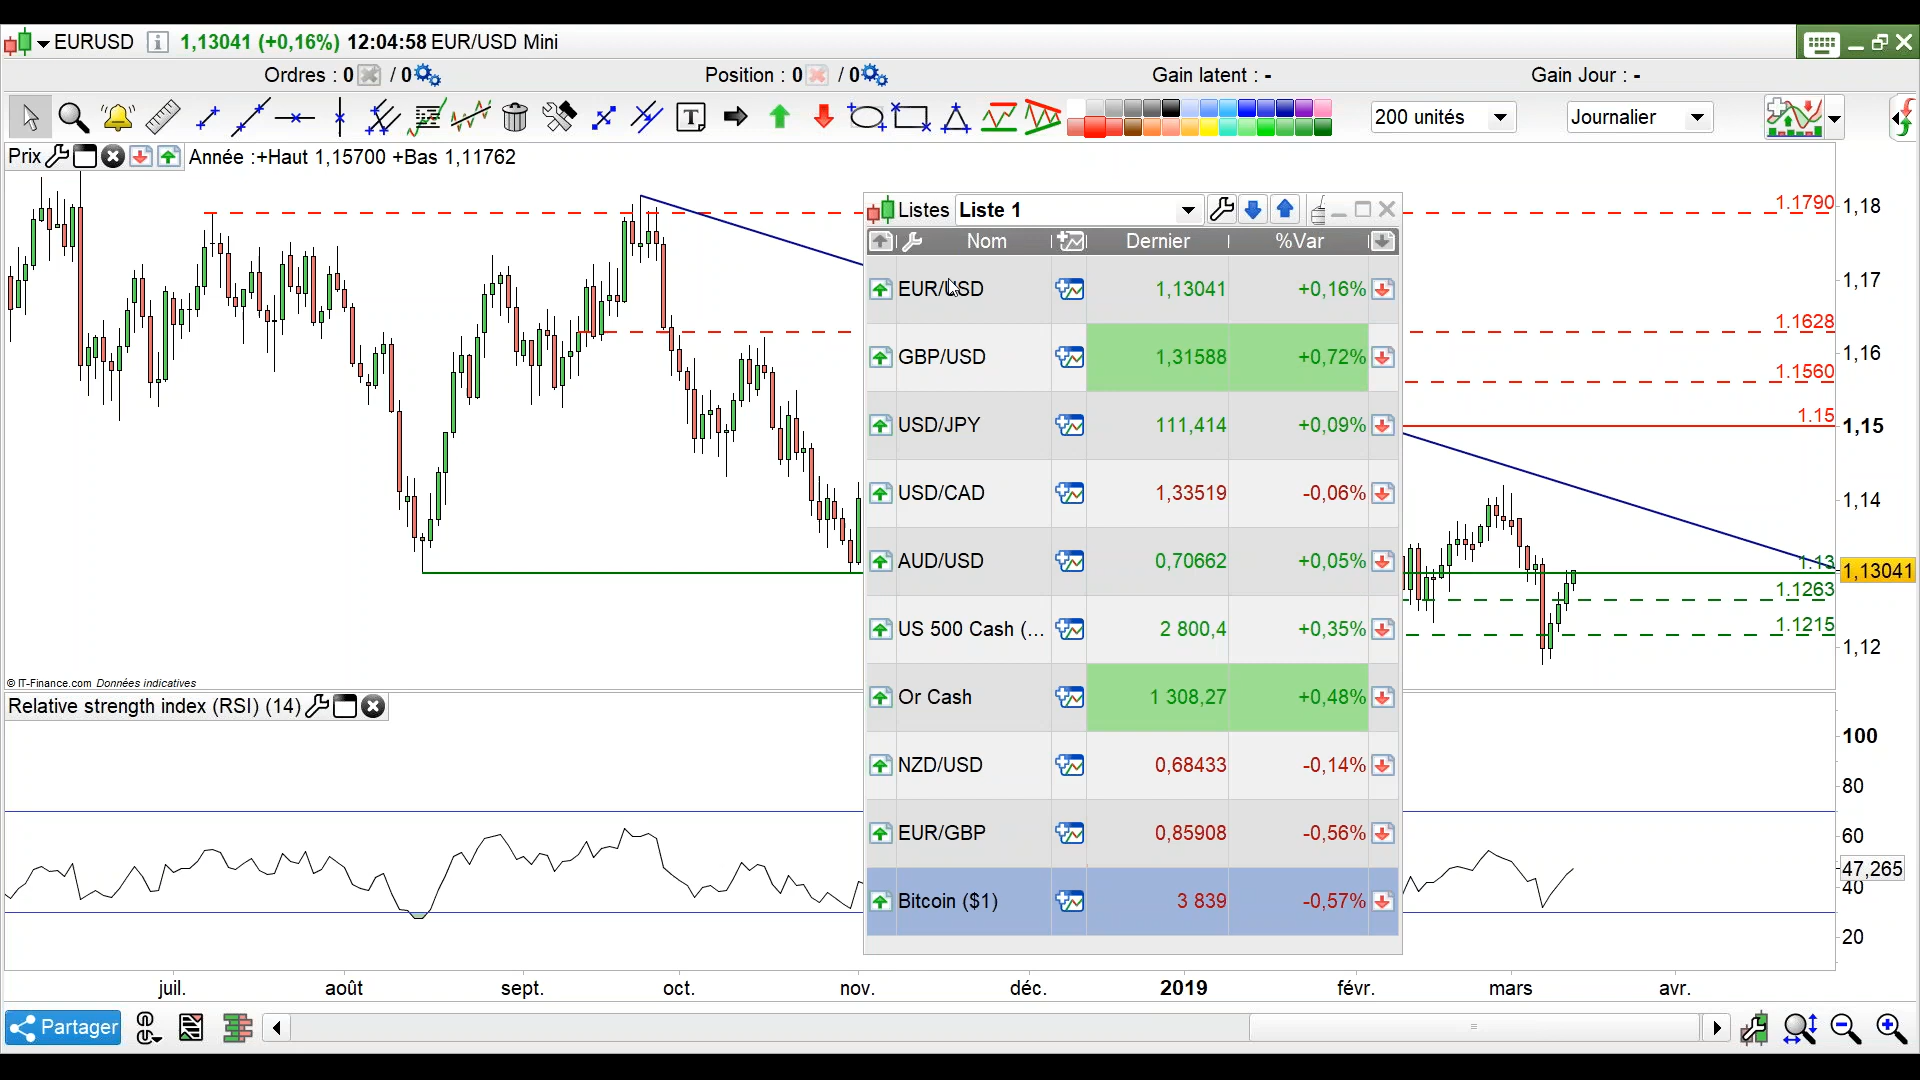 EURUSD 1,13041 (+0,16%) 12:04:58 EUR/USD Mini
Ordres : 0 / 0 Position : 0 / 0 Gain latent : - Gain Jour : -
T 200 unités Journalier
Prix Année :+Haut 1,15700 +Bas 1,11762
Listes Liste 1
Nom Dernier %Var
EUR/USD 1,13041 +0,16%
GBP/USD 1,31588 +0,72%
USD/JPY 111,414 +0,09%
USD/CAD 1,33519 -0,06%
AUD/USD 0,70662 +0,05%
US 500 Cash (... 2 800,4 +0,35%
Or Cash 1 308,27 +0,48%
NZD/USD 0,68433 -0,14%
EUR/GBP 0,85908 -0,56%
Bitcoin ($1) 3 839 -0,57%
1.1790
1.1628
1.1560
1.15
1.13
1.1263
1.1215
1,18
1,17
1,16
1,15
1,14
1,13041
1,12
© IT-Finance.com Données indicatives
Relative strength index (RSI) (14)
100
80
60
47,265
40
20
juil. août sept. oct. nov. déc. 2019 févr. mars avr.
Partager